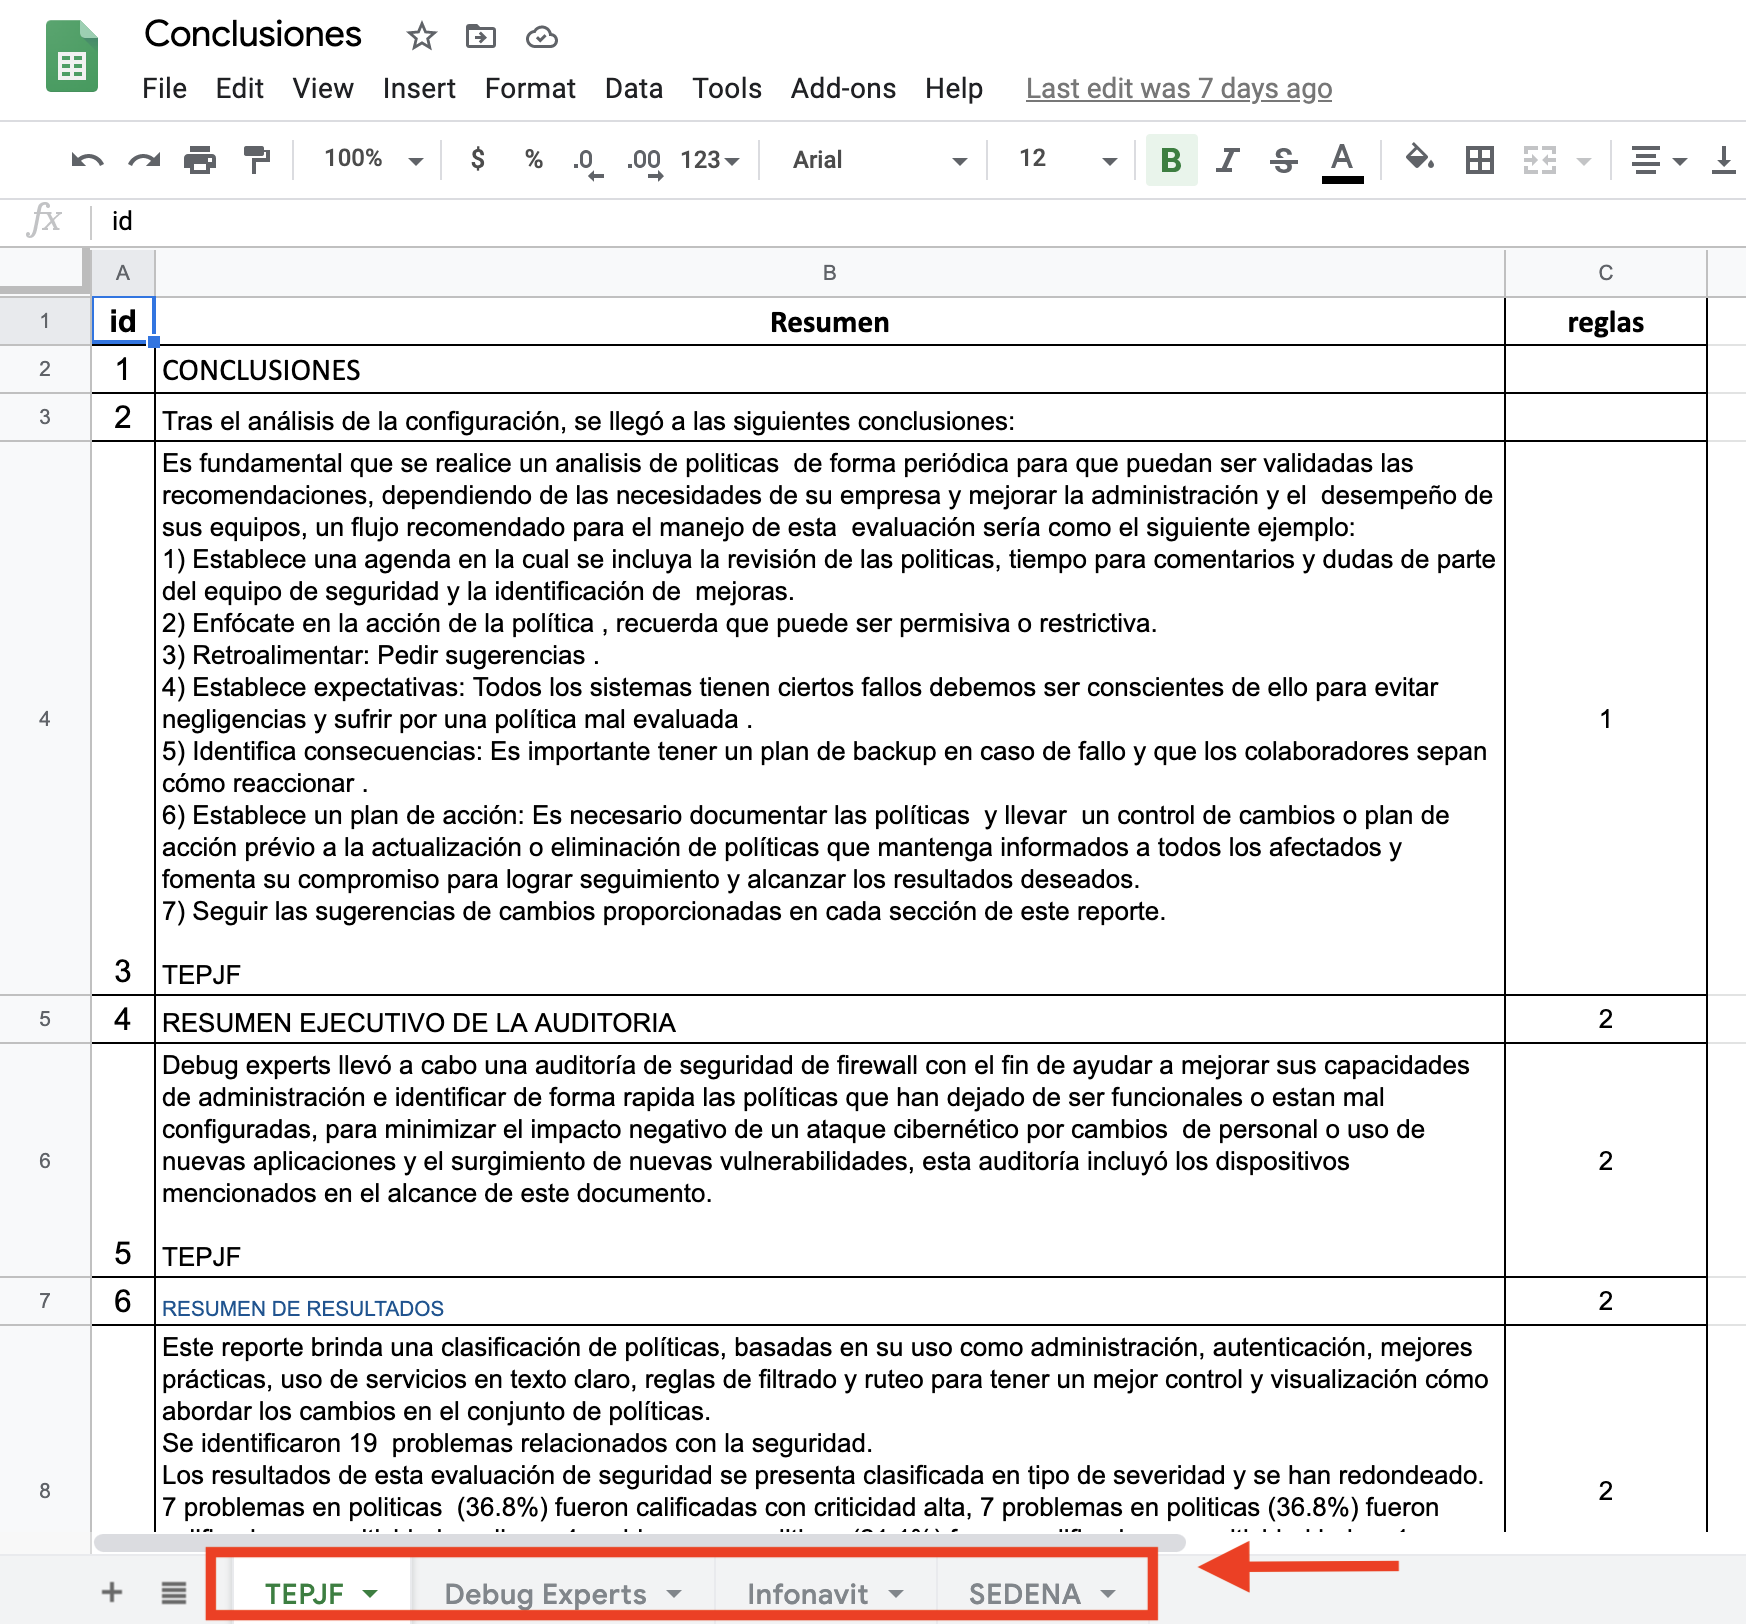 Conclusiones
File Edit View Insert Format Data Tools Add-ons Help Last edit was 7 days ago
100% $ % .0 .00 123 Arial 12 B I S A
fx id
A B C
1 id Resumen reglas
2 1 CONCLUSIONES
3 2 Tras el análisis de la configuración, se llegó a las siguientes conclusiones:
Es fundamental que se realice un analisis de politicas  de forma periódica para que puedan ser validadas las
recomendaciones, dependiendo de las necesidades de su empresa y mejorar la administración y el  desempeño de
sus equipos, un flujo recomendado para el manejo de esta  evaluación sería como el siguiente ejemplo:
1) Establece una agenda en la cual se incluya la revisión de las politicas, tiempo para comentarios y dudas de parte
del equipo de seguridad y la identificación de  mejoras.
2) Enfócate en la acción de la política , recuerda que puede ser permisiva o restrictiva.
3) Retroalimentar: Pedir sugerencias .
4) Establece expectativas: Todos los sistemas tienen ciertos fallos debemos ser conscientes de ello para evitar
4 negligencias y sufrir por una política mal evaluada . 1
5) Identifica consecuencias: Es importante tener un plan de backup en caso de fallo y que los colaboradores sepan
cómo reaccionar .
6) Establece un plan de acción: Es necesario documentar las políticas  y llevar  un control de cambios o plan de
acción prévio a la actualización o eliminación de políticas que mantenga informados a todos los afectados y
fomenta su compromiso para lograr seguimiento y alcanzar los resultados deseados.
7) Seguir las sugerencias de cambios proporcionadas en cada sección de este reporte.
3 TEPJF
5 4 RESUMEN EJECUTIVO DE LA AUDITORIA 2
Debug experts llevó a cabo una auditoría de seguridad de firewall con el fin de ayudar a mejorar sus capacidades
de administración e identificar de forma rapida las políticas que han dejado de ser funcionales o estan mal
configuradas, para minimizar el impacto negativo de un ataque cibernético por cambios  de personal o uso de
6 nuevas aplicaciones y el surgimiento de nuevas vulnerabilidades, esta auditoría incluyó los dispositivos 2
mencionados en el alcance de este documento.
5 TEPJF
7 6 RESUMEN DE RESULTADOS 2
Este reporte brinda una clasificación de políticas, basadas en su uso como administración, autenticación, mejores
prácticas, uso de servicios en texto claro, reglas de filtrado y ruteo para tener un mejor control y visualización cómo
abordar los cambios en el conjunto de políticas.
Se identificaron 19  problemas relacionados con la seguridad.
8 Los resultados de esta evaluación de seguridad se presenta clasificada en tipo de severidad y se han redondeado. 2
7 problemas en politicas  (36.8%) fueron calificadas con criticidad alta, 7 problemas en politicas (36.8%) fueron
TEPJF Debug Experts Infonavit SEDENA